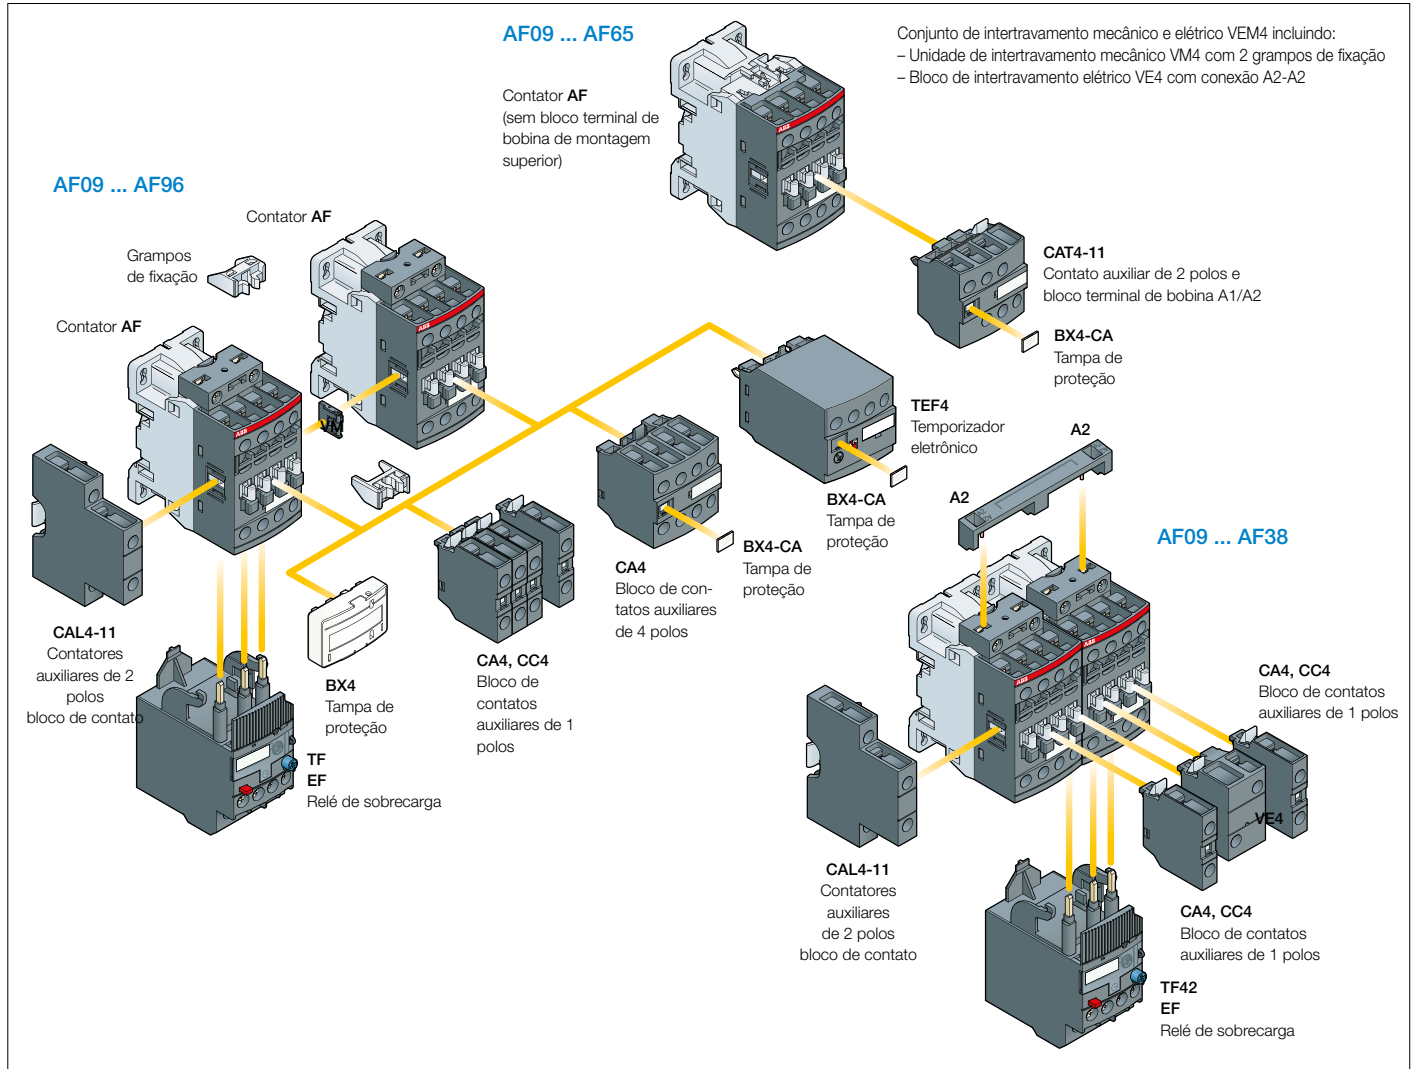 AF09 ... AF65
Conjunto de intertravamento mecânico e elétrico VEM4 incluindo:
– Unidade de intertravamento mecânico VM4 com 2 grampos de fixação
– Bloco de intertravamento elétrico VE4 com conexão A2-A2
Contator AF
(sem bloco terminal de
bobina de montagem
superior)
ABB
AF09 ... AF96
Contator AF
Grampos
de fixação
Contator AF
ABB
ABB
VM
CAT4-11
Contato auxiliar de 2 polos e
bloco terminal de bobina A1/A2
BX4-CA
Tampa de
proteção
TEF4
Temporizador
eletrônico
BX4-CA
Tampa de
proteção
A2
A2
AF09 ... AF38
CA4
Bloco de con-
tatos auxiliares
de 4 polos
BX4-CA
Tampa de
proteção
CAL4-11
Contatores
auxiliares de 2
polos
bloco de contato
BX4
Tampa de
proteção
CA4, CC4
Bloco de
contatos
auxiliares de 1
polos
TF
EF
Relé de sobrecarga
ABB
ABB
CA4, CC4
Bloco de contatos
auxiliares de 1 polos
VE4
CAL4-11
Contatores
auxiliares
de 2 polos
bloco de contato
CA4, CC4
Bloco de contatos
auxiliares de 1 polos
TF42
EF
Relé de sobrecarga